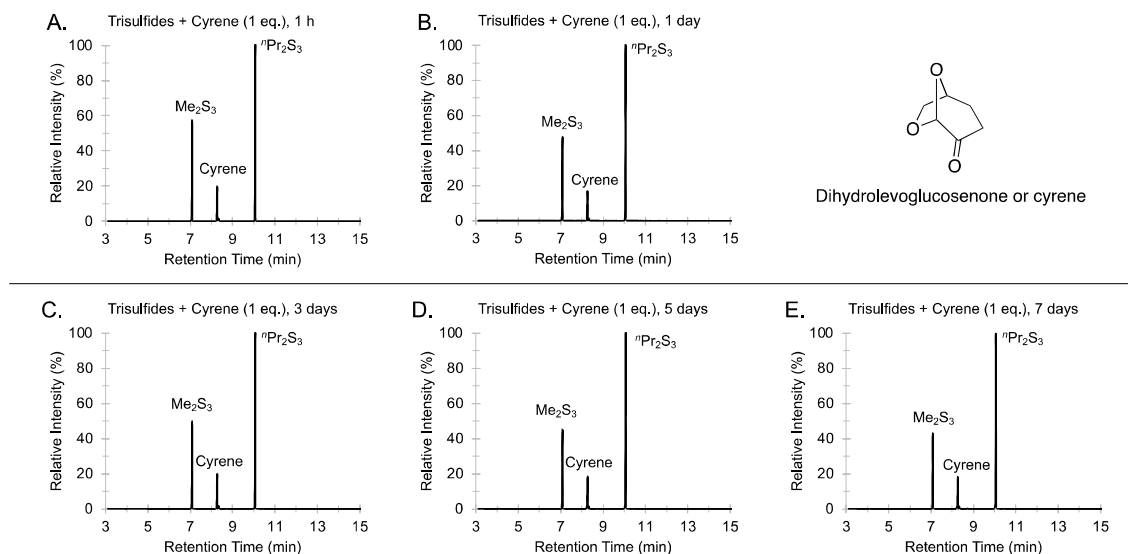 A. Trisulfides + Cyrene (1 eq.), 1 h
Relative Intensity (%)
100
80
60
40
20
0
Me₂S₃
Cyrene
ⁿPr₂S₃
3 5 7 9 11 13 15
Retention Time (min)
B. Trisulfides + Cyrene (1 eq.), 1 day
Relative Intensity (%)
100
80
60
40
20
0
Me₂S₃
Cyrene
ⁿPr₂S₃
3 5 7 9 11 13 15
Retention Time (min)
O
O
O
Dihydrolevoglucosenone or cyrene
C. Trisulfides + Cyrene (1 eq.), 3 days
Relative Intensity (%)
100
80
60
40
20
0
Me₂S₃
Cyrene
ⁿPr₂S₃
3 5 7 9 11 13 15
Retention Time (min)
D. Trisulfides + Cyrene (1 eq.), 5 days
Relative Intensity (%)
100
80
60
40
20
0
Me₂S₃
Cyrene
ⁿPr₂S₃
3 5 7 9 11 13 15
Retention Time (min)
E. Trisulfides + Cyrene (1 eq.), 7 days
Relative Intensity (%)
100
80
60
40
20
0
Me₂S₃
Cyrene
ⁿPr₂S₃
3 5 7 9 11 13 15
Retention Time (min)